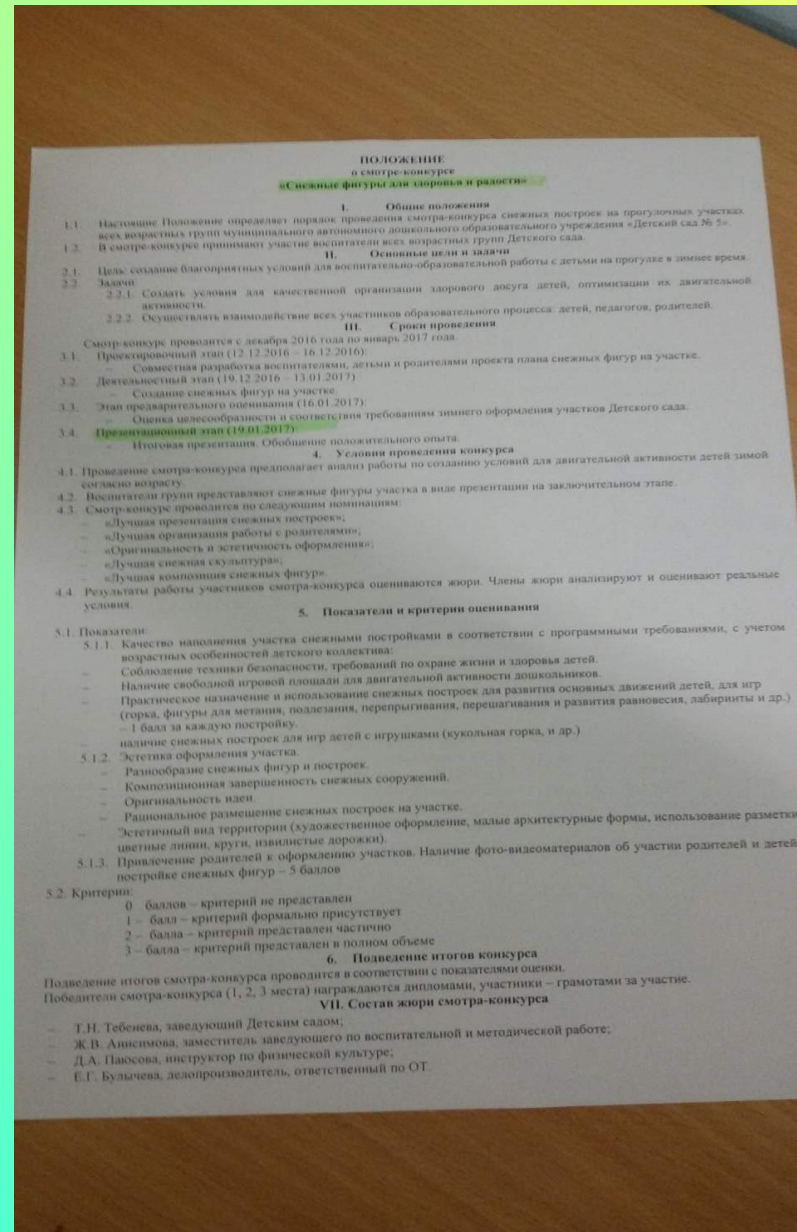 ПОЛОЖЕНИЕ
о смотре-конкурсе
«Снежные фигуры для здоровья и радости»
I. Общие положения
1.1. Настоящие Положение определяет порядок проведения смотра-конкурса снежных построек на прогулочных участках
всех возрастных групп муниципального автономного дошкольного образовательного учреждения «Детский сад № 5».
1.2. В смотре-конкурсе принимают участие воспитатели всех возрастных групп Детского сада.
II. Основные цели и задачи
2.1. Цель: создание благоприятных условий для воспитательно-образовательной работы с детьми на прогулке в зимнее время.
2.2. Задачи:
2.2.1. Создать условия для качественной организации здорового досуга детей, оптимизации их двигательной
активности.
2.2.2. Осуществлять взаимодействие всех участников образовательного процесса: детей, педагогов, родителей.
III. Сроки проведения
Смотр-конкурс проводится с декабря 2016 года по январь 2017 года.
3.1. Проектировочный этап (12.12.2016 – 16.12.2016):
– Совместная разработка воспитателями, детьми и родителями проекта плана снежных фигур на участке.
3.2. Деятельностный этап (19.12.2016 – 13.01.2017)
– Создание снежных фигур на участке.
3.3. Этап предварительного оценивания (16.01.2017):
– Оценка целесообразности и соответствия требованиям зимнего оформления участков Детского сада.
3.4. Презентационный этап (19.01.2017):
– Итоговая презентация. Обобщение положительного опыта.
4. Условия проведения конкурса
4.1. Проведение смотра-конкурса предполагает анализ работы по созданию условий для двигательной активности детей зимой
согласно возрасту.
4.2. Воспитатели групп представляют снежные фигуры участка в виде презентации на заключительном этапе.
4.3. Смотр-конкурс проводится по следующим номинациям:
– «Лучшая презентация снежных построек»;
– «Лучшая организация работы с родителями»;
– «Оригинальность и эстетичность оформления»;
– «Лучшая снежная скульптура»;
– «Лучшая композиция снежных фигур».
4.4. Результаты работы участников смотра-конкурса оцениваются жюри. Члены жюри анализируют и оценивают реальные
условия.
5. Показатели и критерии оценивания
5.1. Показатели:
5.1.1. Качество наполнения участка снежными постройками в соответствии с программными требованиями, с учетом
возрастных особенностей детского коллектива:
– Соблюдение техники безопасности, требований по охране жизни и здоровья детей.
– Наличие свободной игровой площади для двигательной активности дошкольников.
– Практическое назначение и использование снежных построек для развития основных движений детей, для игр
(горка, фигуры для метания, подлезания, перепрыгивания, перешагивания и развития равновесия, лабиринты и др.)
– 1 балл за каждую постройку.
– наличие снежных построек для игр детей с игрушками (кукольная горка, и др.)
5.1.2. Эстетика оформления участка.
– Разнообразие снежных фигур и построек.
– Композиционная завершенность снежных сооружений.
– Оригинальность идеи.
– Рациональное размещение снежных построек на участке.
– Эстетичный вид территории (художественное оформление, малые архитектурные формы, использование разметки
цветные линии, круги, извилистые дорожки).
5.1.3. Привлечение родителей к оформлению участков. Наличие фото-видеоматериалов об участии родителей и детей
постройке снежных фигур – 5 баллов
5.2. Критерии:
0 баллов – критерий не представлен
1 – балл – критерий формально присутствует
2 – балла – критерий представлен частично
3 – балла – критерий представлен в полном объеме
6. Подведение итогов конкурса
Подведение итогов смотра-конкурса проводится в соответствии с показателями оценки.
Победители смотра-конкурса (1, 2, 3 места) награждаются дипломами, участники – грамотами за участие.
VII. Состав жюри смотра-конкурса
– Т.Н. Тебенева, заведующий Детским садом;
– Ж.В. Анисимова, заместитель заведующего по воспитательной и методической работе;
– Д.А. Паюсова, инструктор по физической культуре;
– Е.Г. Булычева, делопроизводитель, ответственный по ОТ.